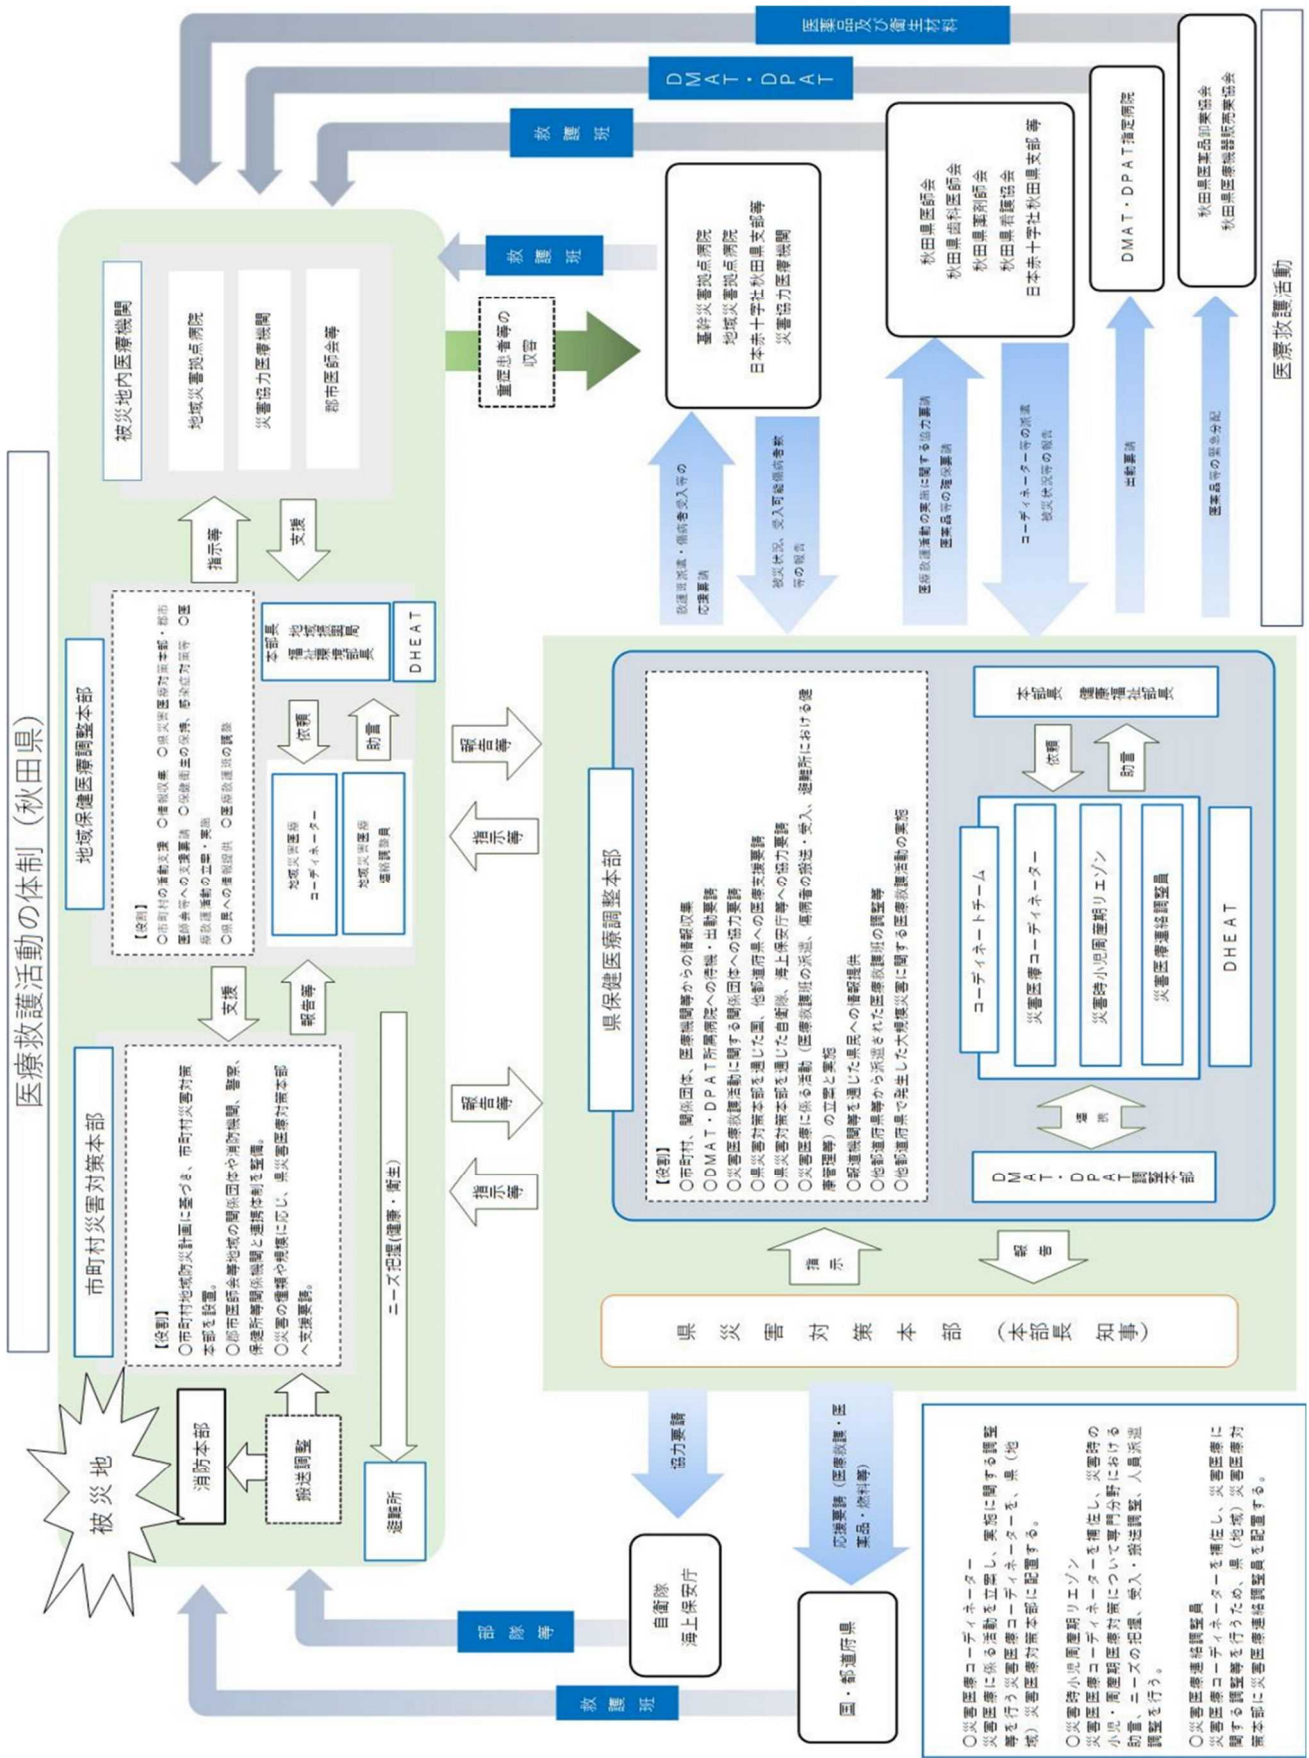 医療救護活動の体制(秋田県)
被災地
消防本部
搬送調整
避難所
市町村災害対策本部
【役割】
○市町村地域防災計画に基づき、市町村災害対策
本部を設置。
○郡市医師会等地域の関係団体や消防機関、警察、
保健所等関係機関と連携体制を整備。
○災害の種類や規模に応じ、県災害医療対策本部
へ支援要請。
ニーズ把握(健康・衛生)
支援
報告等
地域保健医療調整本部
【役割】
○市町村の活動支援 ○情報収集 ○県災害医療対策本部・郡市
医師会等への支援要請 ○保健衛生の保持、感染症対策等 ○医
療救護活動の立案・実施
○県民への情報提供 ○医療救護班の調整
地域災害医療
コーディネーター
地域災害医療
連絡調整員
依頼
助言
本部長
地域振興局
福祉環境部長
DHEAT
指示等
支援
被災地内医療機関
地域災害拠点病院
災害協力医療機関
郡市医師会等
救護班
DMAT・DPAT
医薬品及び衛生材料
救護班
重症患者等の
収容
部隊等
救護班
自衛隊
海上保安庁
国・都道府県
協力要請
応援要請(医療救護・医
薬品・燃料等)
指示等
報告等
指示等
報告等
県災害対策本部(本部長 知事)
指示
報告
県保健医療調整本部
【役割】
○市町村、関係団体、医療機関等からの情報収集
○DMAT・DPAT所属病院への待機・出動要請
○災害医療救護活動に関する関係団体への協力要請
○県災害対策本部を通じた国、他都道府県への医療支援要請
○県災害対策本部を通じた自衛隊、海上保安庁等への協力要請
○災害医療に係る活動(医療救護班の派遣、傷病者の搬送・受入、避難所における健
康管理等)の立案と実施
○報道機関等を通じた県民への情報提供
○他都道府県等から派遣された医療救護班の調整等
○他都道府県で発生した大規模災害に関する医療救護活動の実施
DMAT・DPAT調整本部
連携
コーディネートチーム
災害医療コーディネーター
災害時小児周産期リエゾン
災害医療連絡調整員
DHEAT
依頼
助言
本部長 健康福祉部長
救護班派遣・傷病者受入等の
応援要請
被災状況、受入可能傷病者数
等の報告
医療救護活動の実施に関する協力要請
医薬品等の確保要請
コーディネーター等の派遣
被災状況等の報告
出動要請
医薬品等の緊急分配
基幹災害拠点病院
地域災害拠点病院
日本赤十字社秋田県支部等
災害協力医療機関
秋田県医師会
秋田県歯科医師会
秋田県薬剤師会
秋田県看護協会
日本赤十字社秋田県支部 等
DMAT・DPAT指定病院
秋田県医薬品卸業協会
秋田県医療機器販売業協会
医療救護活動
○災害医療コーディネーター
災害医療に係る活動を立案し、実施に関する調整
等を行う災害医療コーディネーターを、県(地
域)災害医療対策本部に配置する。
○災害時小児周産期リエゾン
災害医療コーディネーターを補佐し、災害時の
小児・周産期医療対策について専門分野における
助言、ニーズの把握、受入・搬送調整、人員派遣
調整を行う。
○災害医療連絡調整員
災害医療コーディネーターを補佐し、災害医療に
関する調整等を行うため、県(地域)災害医療対
策本部に災害医療連絡調整員を配置する。